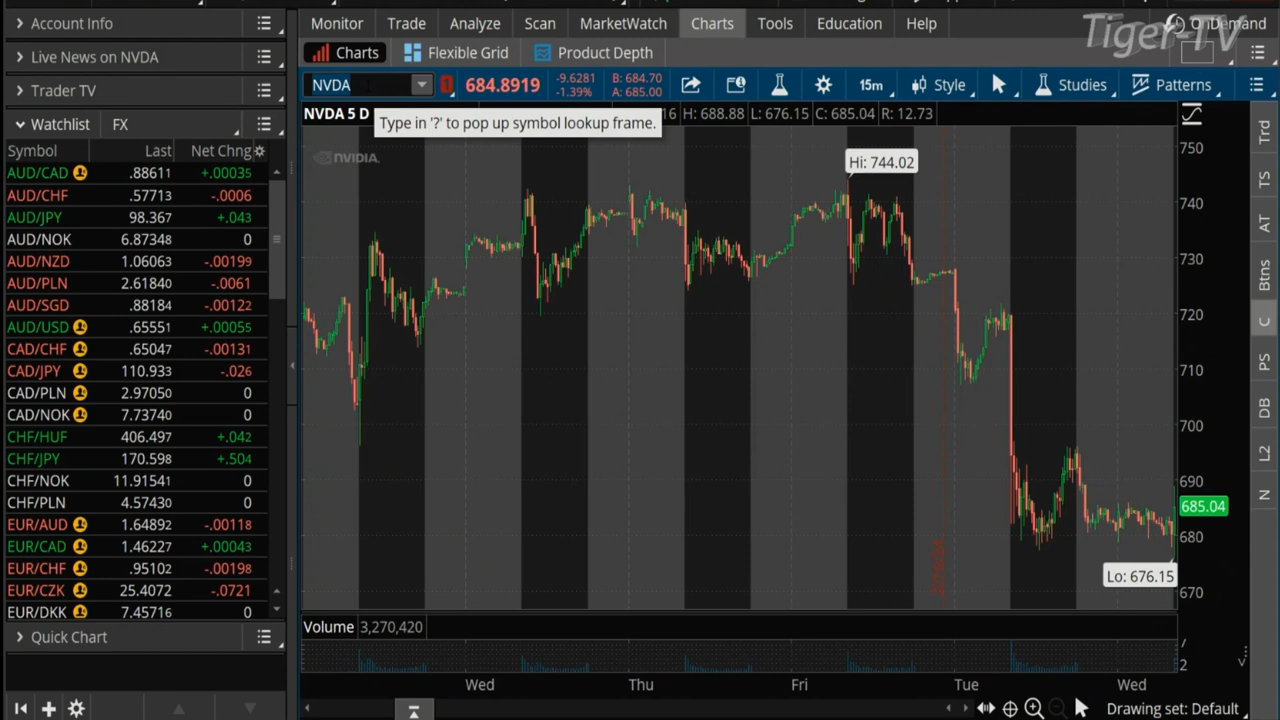 Account Info
Live News on NVDA
Trader TV
Watchlist FX
Symbol Last Net Chng
AUD/CAD .88611 +.00035
AUD/CHF .57713 -.0006
AUD/JPY 98.367 +.043
AUD/NOK 6.87348 0
AUD/NZD 1.06063 -.00199
AUD/PLN 2.61840 -.0061
AUD/SGD .88184 -.00122
AUD/USD .65551 +.00055
CAD/CHF .65047 -.00131
CAD/JPY 110.933 -.026
CAD/PLN 2.97050 0
CAD/NOK 7.73740 0
CHF/HUF 406.497 +.042
CHF/JPY 170.598 +.504
CHF/NOK 11.91541 0
CHF/PLN 4.57430 0
EUR/AUD 1.64892 -.00118
EUR/CAD 1.46227 +.00043
EUR/CHF .95102 -.00198
EUR/CZK 25.4072 -.0721
EUR/DKK 7.45716 0
Quick Chart
Monitor Trade Analyze Scan MarketWatch Charts Tools Education Help OnDemand
Tiger-TV
Charts Flexible Grid Product Depth
NVDA 684.8919 -9.6281 -1.39% B: 684.70 A: 685.00 15m Style Studies Patterns
NVDA 5 D 16 H: 688.88 L: 676.15 C: 685.04 R: 12.73
Type in '?' to pop up symbol lookup frame.
NVIDIA
Hi: 744.02
750
740
730
720
710
700
690
685.04
680
Lo: 676.15
670
Volume 3,270,420
2
Wed Thu Fri Tue Wed
Drawing set: Default
Trd
TS
AT
Btns
C
PS
DB
L2
N